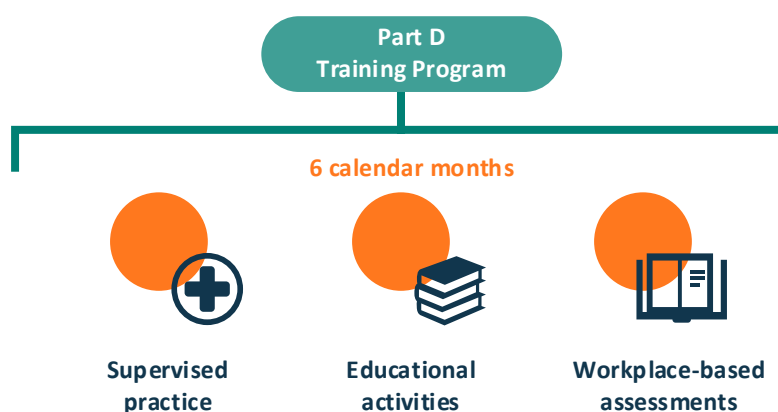 Part D
Training Program
6 calendar months
Supervised
practice
Educational
activities
Workplace-based
assessments